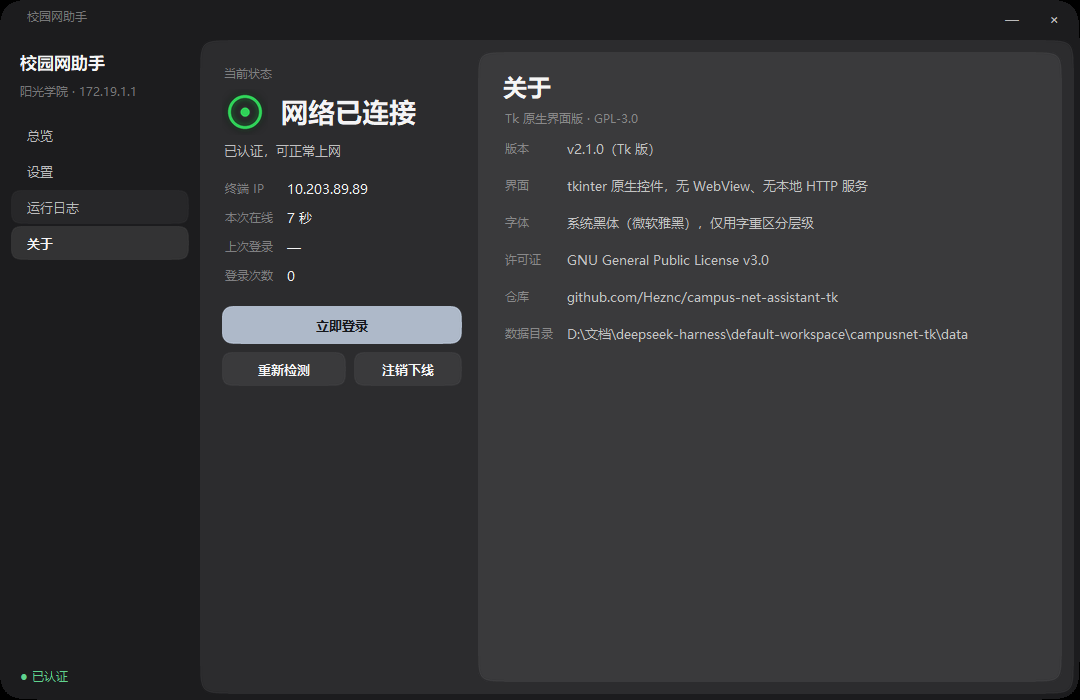 校园网助手
校园网助手
阳光学院 · 172.19.1.1
总览
设置
运行日志
关于
已认证
当前状态
网络已连接
已认证，可正常上网
终端 IP 10.203.89.89
本次在线 7 秒
上次登录 —
登录次数 0
立即登录
重新检测 注销下线
关于
Tk 原生界面版 · GPL-3.0
版本 v2.1.0（Tk 版）
界面 tkinter 原生控件，无 WebView、无本地 HTTP 服务
字体 系统黑体（微软雅黑），仅用字重区分层级
许可证 GNU General Public License v3.0
仓库 github.com/Heznc/campus-net-assistant-tk
数据目录 D:\文档\deepseek-harness\default-workspace\campusnet-tk\data